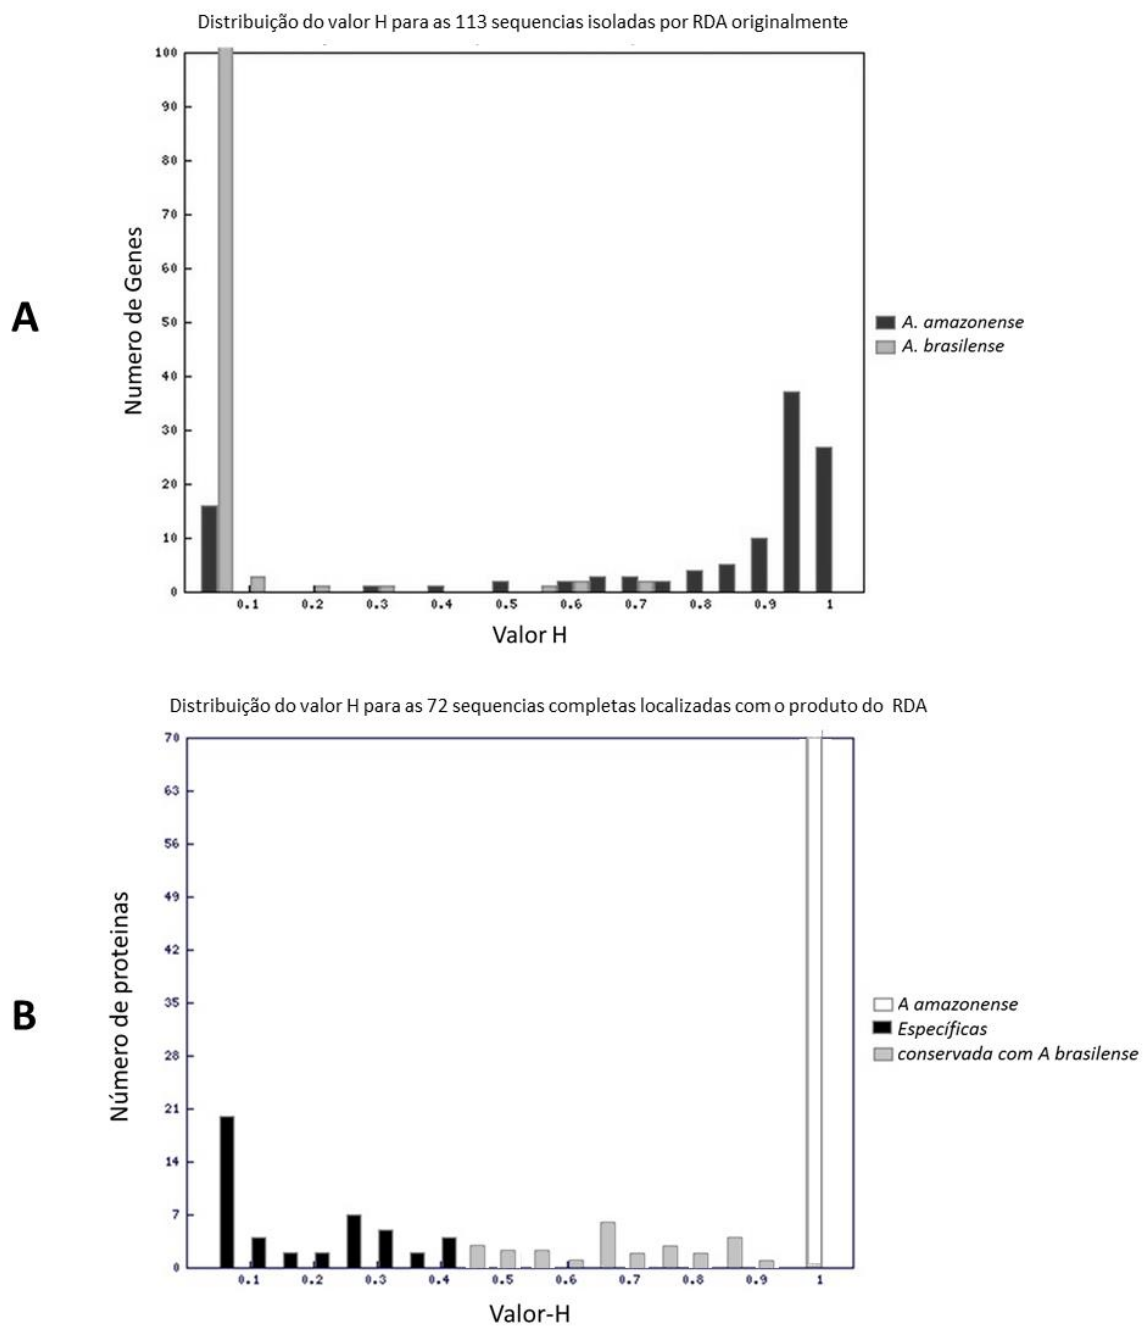 Distribuição do valor H para as 113 sequencias isoladas por RDA originalmente
100
90
80
70
60
50
40
30
20
10
0
Numero de Genes
A
0.1 0.2 0.3 0.4 0.5 0.6 0.7 0.8 0.9 1
Valor H
A. amazonense
A. brasilense
Distribuição do valor H para as 72 sequencias completas localizadas com o produto do RDA
70
63
56
49
42
35
28
21
14
7
0
Número de proteinas
B
0.1 0.2 0.3 0.4 0.5 0.6 0.7 0.8 0.9 1
Valor-H
A amazonense
Específicas
conservada com A brasilense